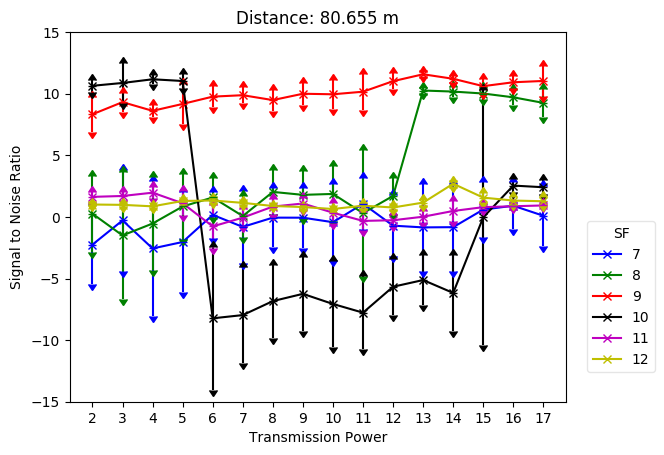 Distance: 80.655 m
Signal to Noise Ratio
15
10
5
0
−5
−10
−15
2 3 4 5 6 7 8 9 10 11 12 13 14 15 16 17
Transmission Power
SF
7
8
9
10
11
12